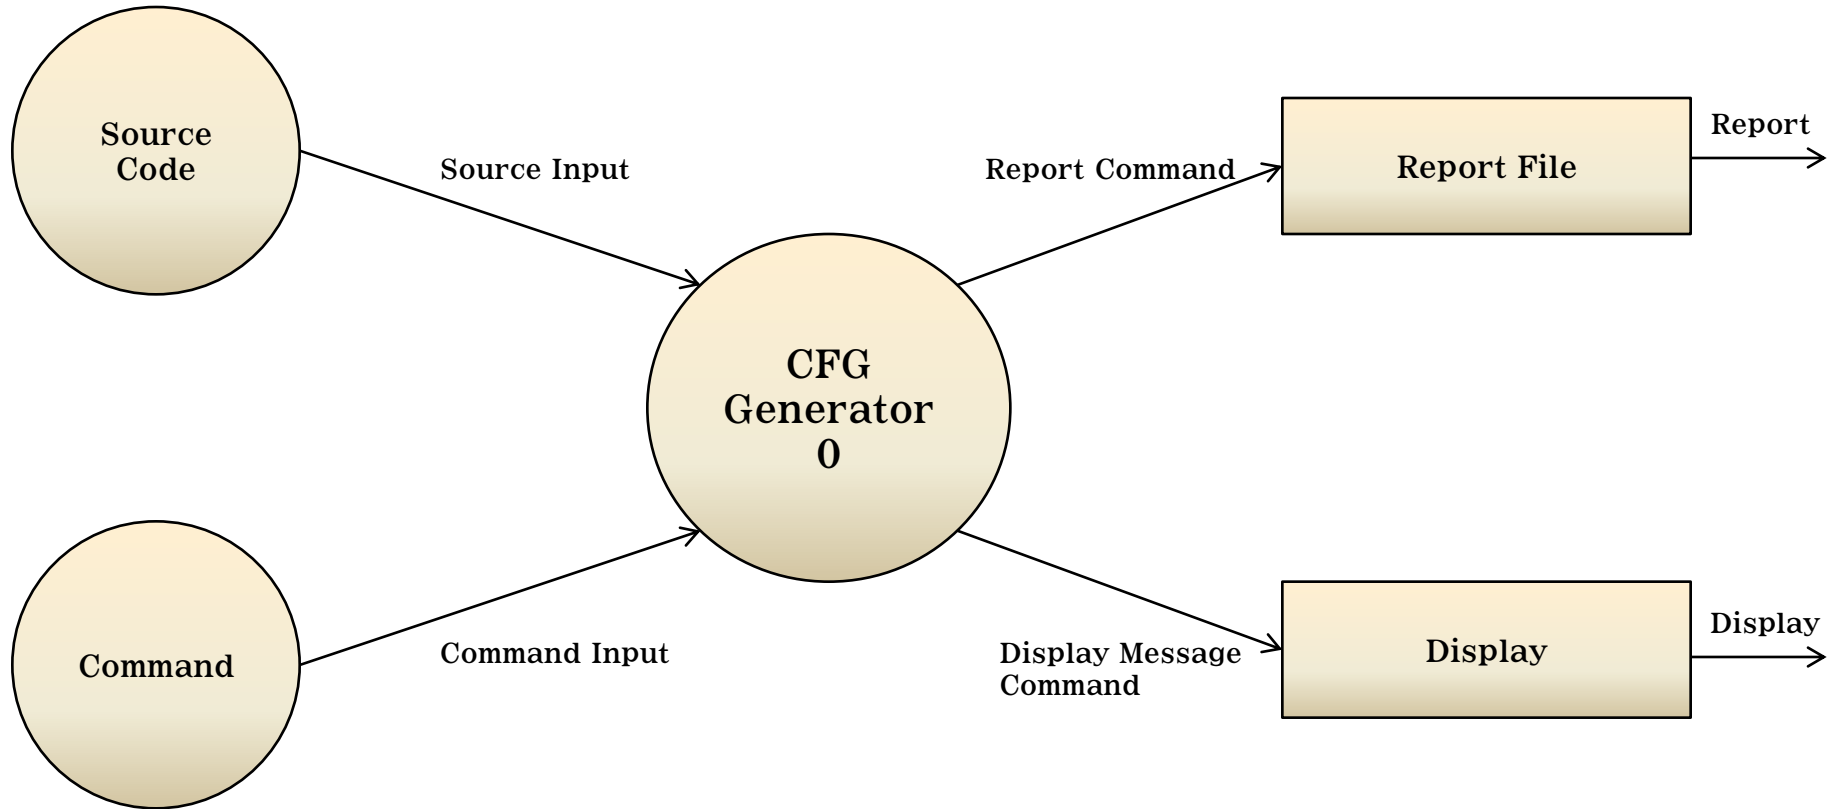 Source
Code
Source Input
Report Command
Report File
Report
CFG
Generator
0
Command
Command Input
Display Message
Command
Display
Display